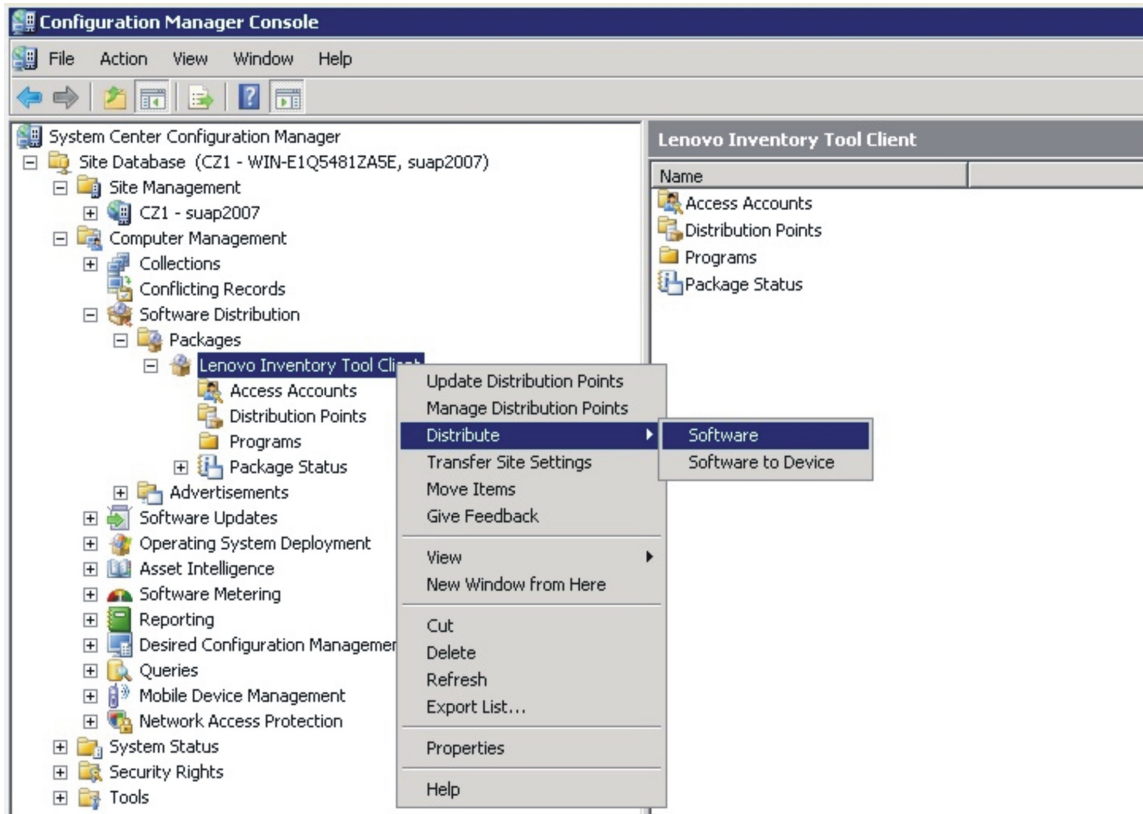 Configuration Manager Console
File Action View Window Help
System Center Configuration Manager
Site Database (CZ1 - WIN-E1Q5481ZA5E, suap2007)
Site Management
CZ1 - suap2007
Computer Management
Collections
Conflicting Records
Software Distribution
Packages
Lenovo Inventory Tool Client
Access Accounts
Distribution Points
Programs
Package Status
Advertisements
Software Updates
Operating System Deployment
Asset Intelligence
Software Metering
Reporting
Desired Configuration Managemen
Queries
Mobile Device Management
Network Access Protection
System Status
Security Rights
Tools
Update Distribution Points
Manage Distribution Points
Distribute
Transfer Site Settings
Move Items
Give Feedback
View
New Window from Here
Cut
Delete
Refresh
Export List...
Properties
Help
Software
Software to Device
Lenovo Inventory Tool Client
Name
Access Accounts
Distribution Points
Programs
Package Status